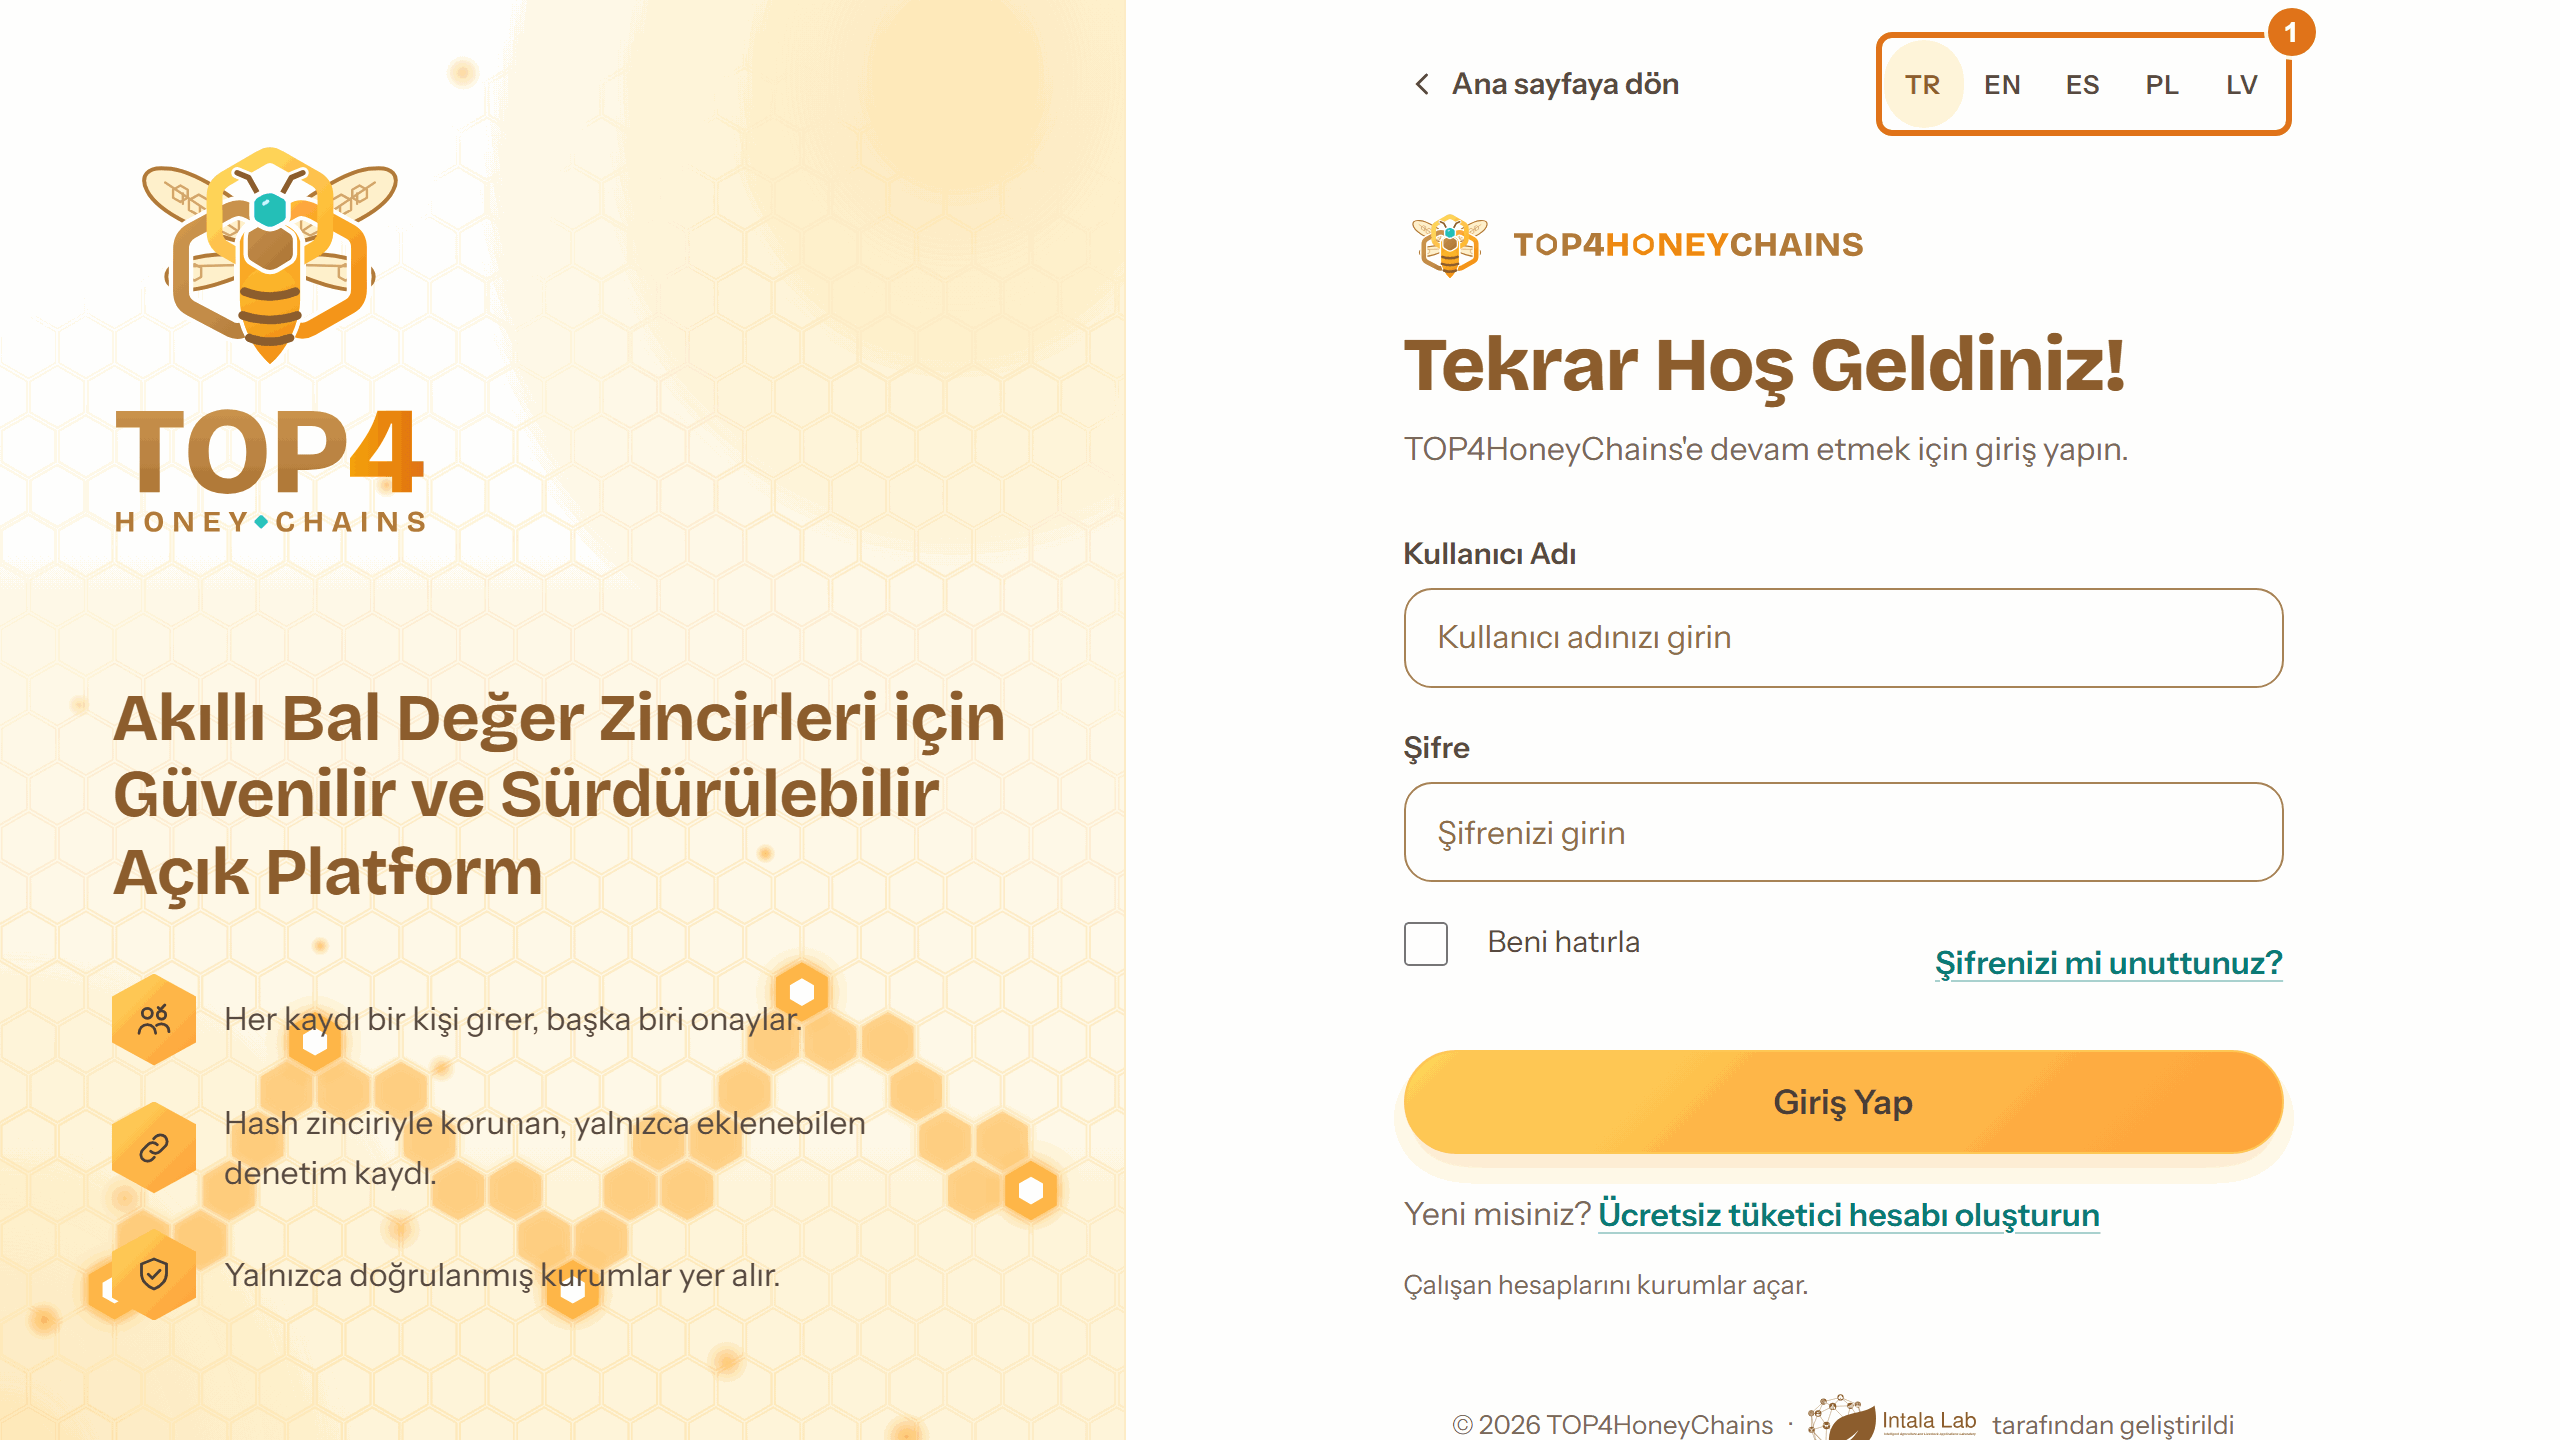 TOP4
HONEY CHAINS
Akıllı Bal Değer Zincirleri için
Güvenilir ve Sürdürülebilir
Açık Platform
Her kaydı bir kişi girer, başka biri onaylar.
Hash zinciriyle korunan, yalnızca eklenebilen
denetim kaydı.
Yalnızca doğrulanmış kurumlar yer alır.
Ana sayfaya dön
TR EN ES PL LV
1
TOP4HONEYCHAINS
Tekrar Hoş Geldiniz!
TOP4HoneyChains'e devam etmek için giriş yapın.
Kullanıcı Adı
Kullanıcı adınızı girin
Şifre
Şifrenizi girin
Beni hatırla
Şifrenizi mi unuttunuz?
Giriş Yap
Yeni misiniz? Ücretsiz tüketici hesabı oluşturun
Çalışan hesaplarını kurumlar açar.
© 2026 TOP4HoneyChains · Intala Lab tarafından geliştirildi